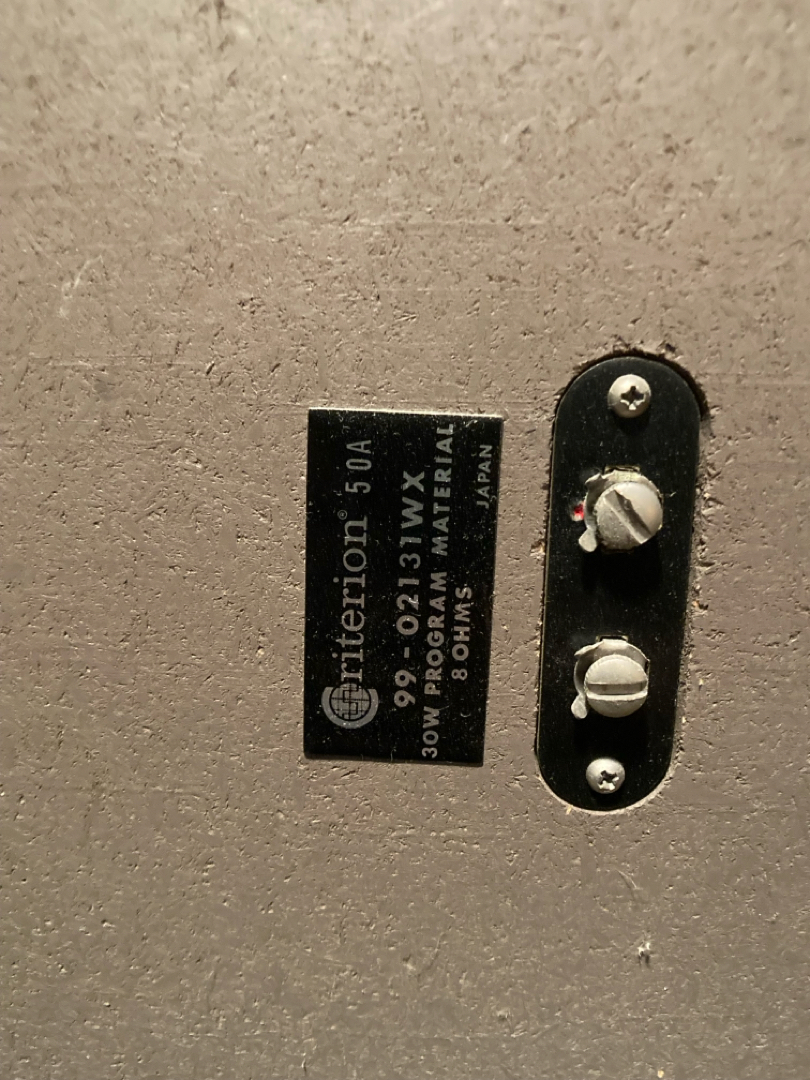 Criterion® 50A
99-02131WX
30W PROGRAM MATERIAL
8 OHMS
JAPAN